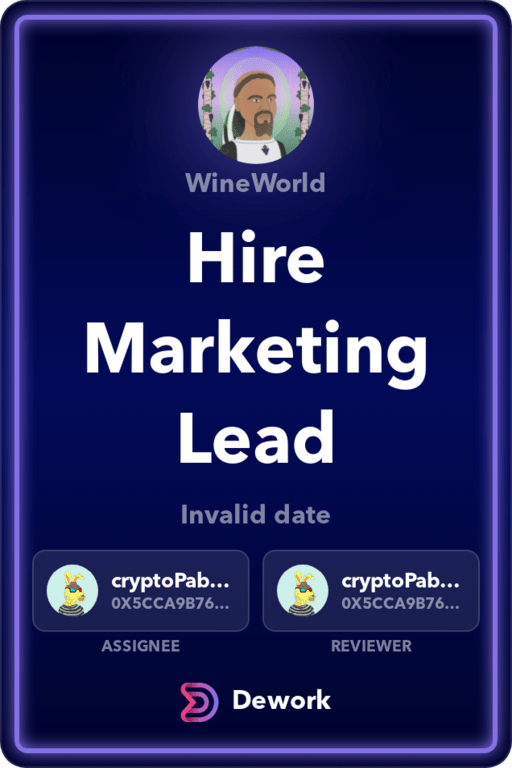 WineWorld
Hire
Marketing
Lead
Invalid date
cryptoPab... cryptoPab...
0X5CCA9B76... 0X5CCA9B76...
ASSIGNEE REVIEWER
Dework